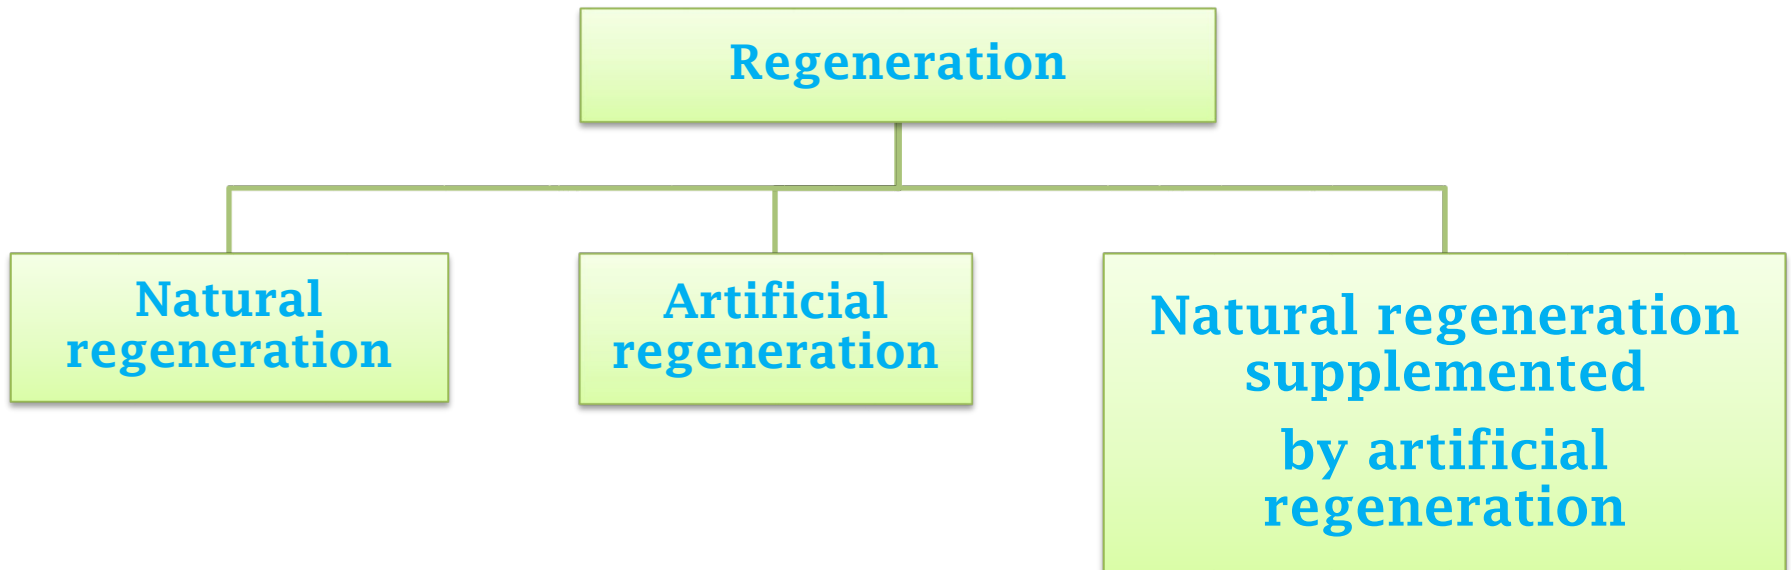 Regeneration
Natural
regeneration
Artificial
regeneration
Natural regeneration
supplemented
by artificial
regeneration